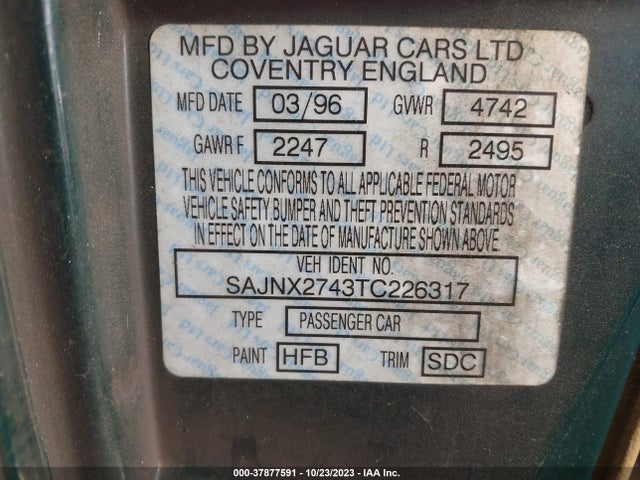 MFD BY JAGUAR CARS LTD
COVENTRY ENGLAND
MFD DATE 03/96 GVWR 4742
GAWR F 2247 R 2495
THIS VEHICLE CONFORMS TO ALL APPLICABLE FEDERAL MOTOR
VEHICLE SAFETY BUMPER AND THEFT PREVENTION STANDARDS
IN EFFECT ON THE DATE OF MANUFACTURE SHOWN ABOVE.
VEH IDENT NO.
SAJNX2743TC226317
TYPE PASSENGER CAR
PAINT HFB TRIM SDC
000-37877591 - 10/23/2023 - IAA Inc.